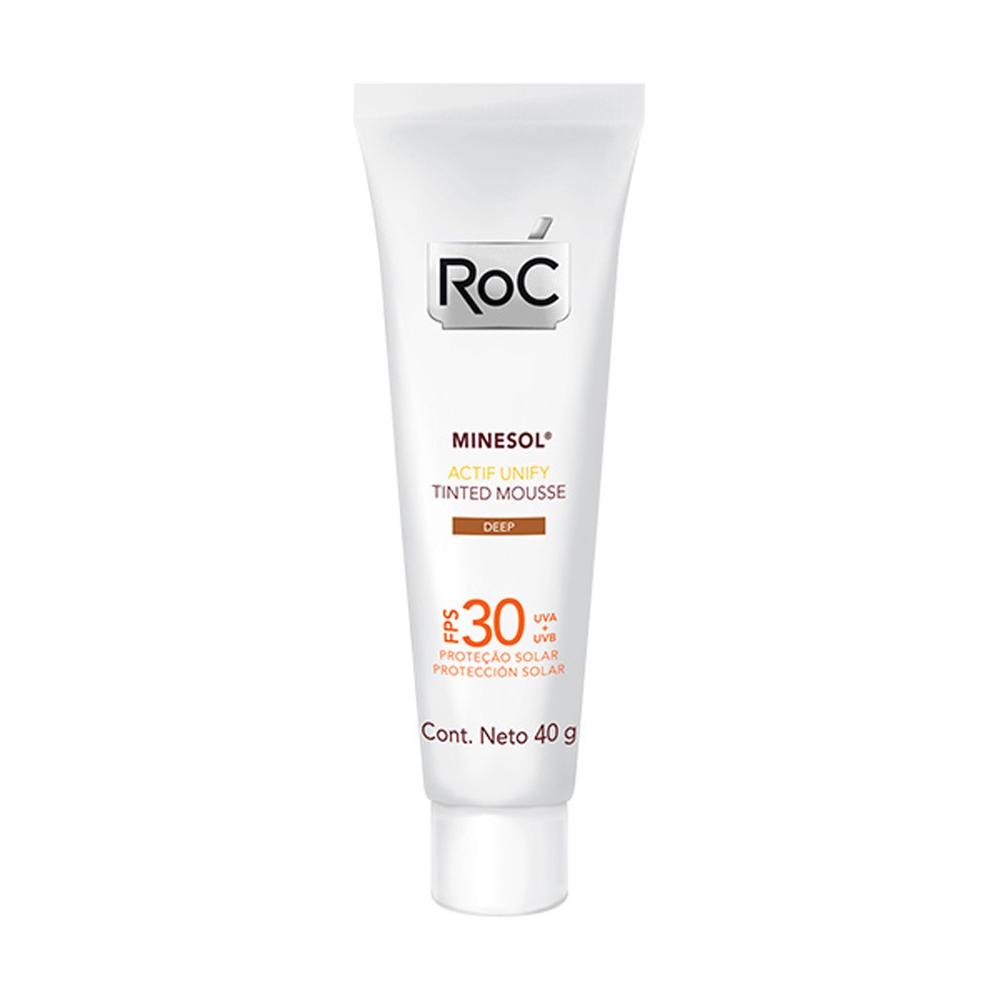 RoC
MINESOL®
ACTIF UNIFY
TINTED MOUSSE
DEEP
FPS 30 UVA + UVB
PROTEÇÃO SOLAR
PROTECCIÓN SOLAR
Cont. Neto 40 g